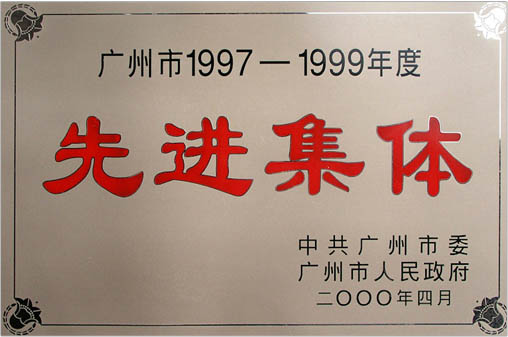 广州市1997—1999年度
先进集体
中共广州市委
广州市人民政府
二〇〇〇年四月